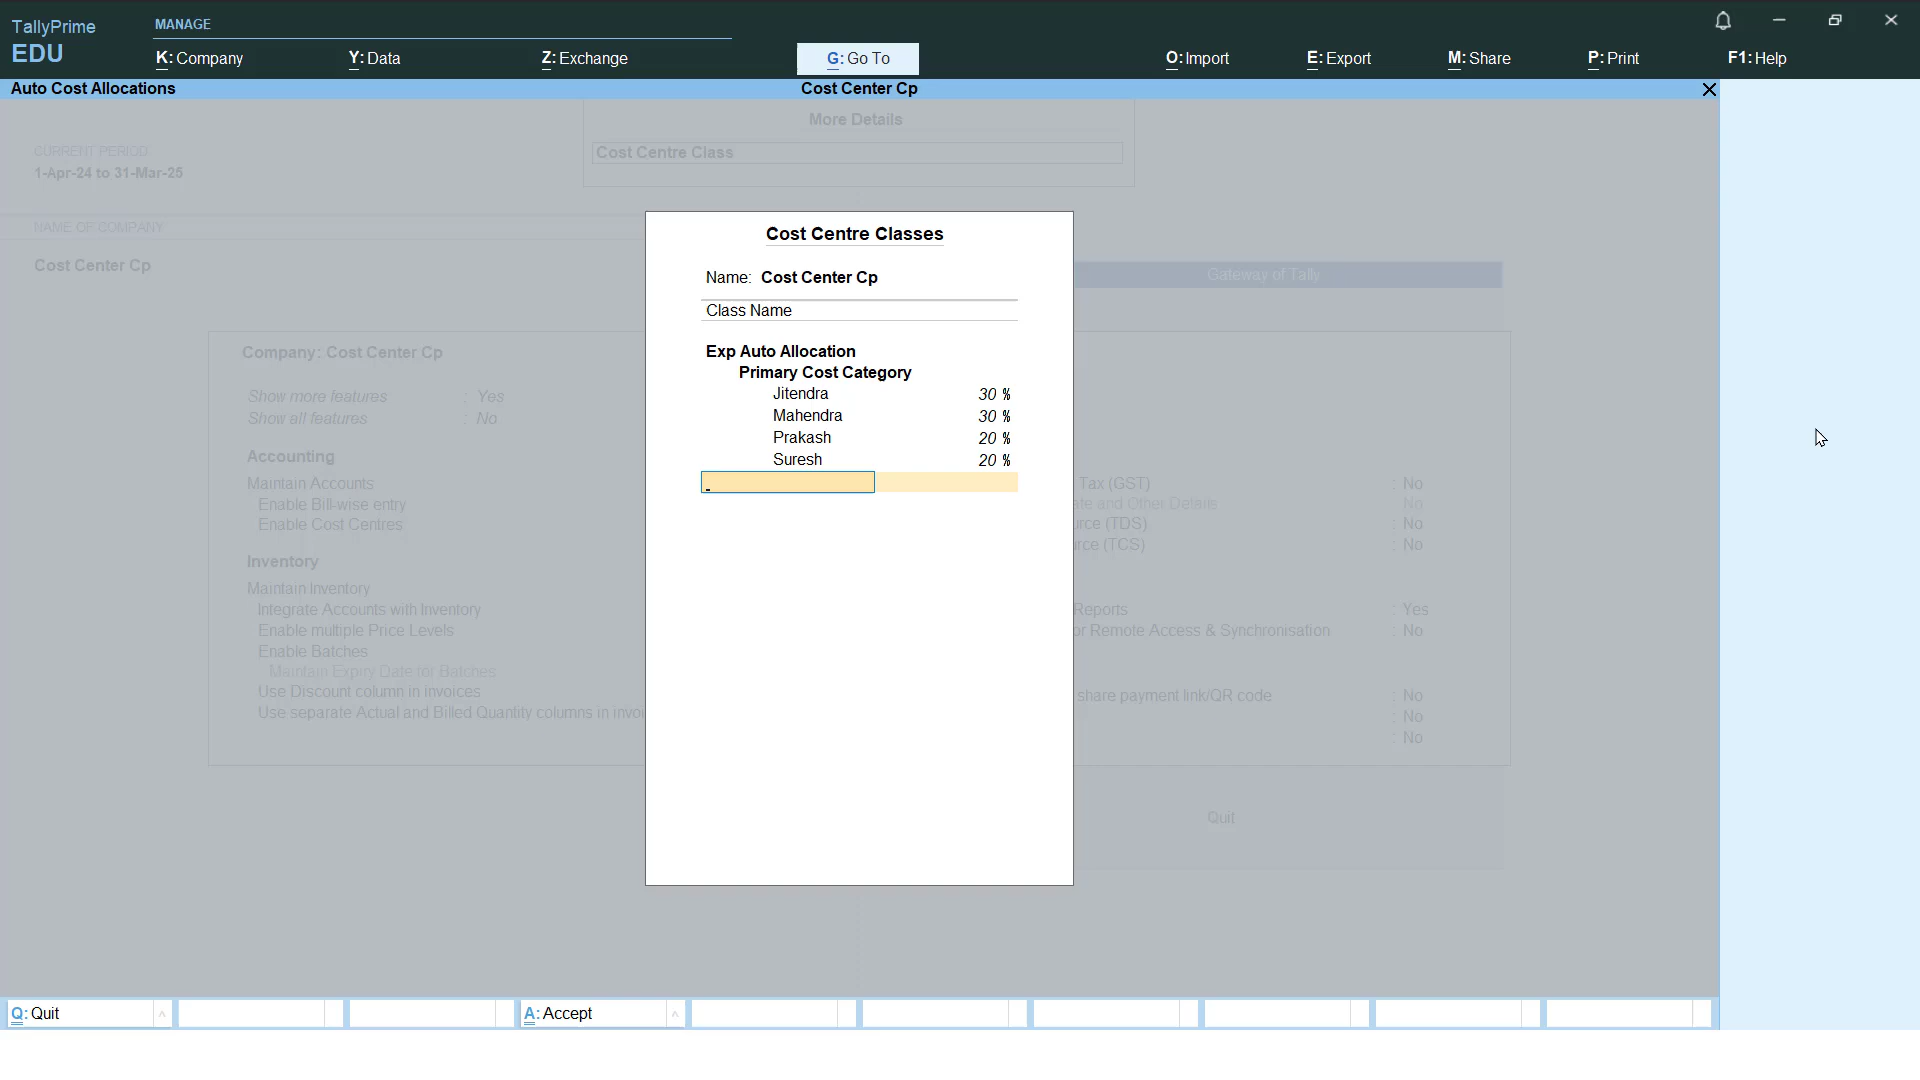 TallyPrime
EDU
MANAGE
K: Company
Y: Data
Z: Exchange
G: Go To
O: Import
E: Export
M: Share
P: Print
F1: Help
Auto Cost Allocations
Cost Center Cp
More Details
Cost Centre Class
CURRENT PERIOD
1-Apr-24 to 31-Mar-25
NAME OF COMPANY
Cost Center Cp
Gateway of Tally
Cost Centre Classes
Name: Cost Center Cp
Class Name
Exp Auto Allocation
Primary Cost Category
Jitendra 30 %
Mahendra 30 %
Prakash 20 %
Suresh 20 %
Company: Cost Center Cp
Show more features : Yes
Show all features : No
Accounting
Maintain Accounts
Enable Bill-wise entry
Enable Cost Centres
Inventory
Maintain Inventory
Integrate Accounts with Inventory
Enable multiple Price Levels
Enable Batches
Maintain Expiry Date for Batches
Use Discount column in invoices
Use separate Actual and Billed Quantity columns in invoi
Tax (GST) : No
and Other Details No
(TDS) : No
(TCS) : No
Reports : Yes
Remote Access & Synchronisation : No
share payment link/QR code : No
: No
: No
Quit
Q: Quit
A: Accept